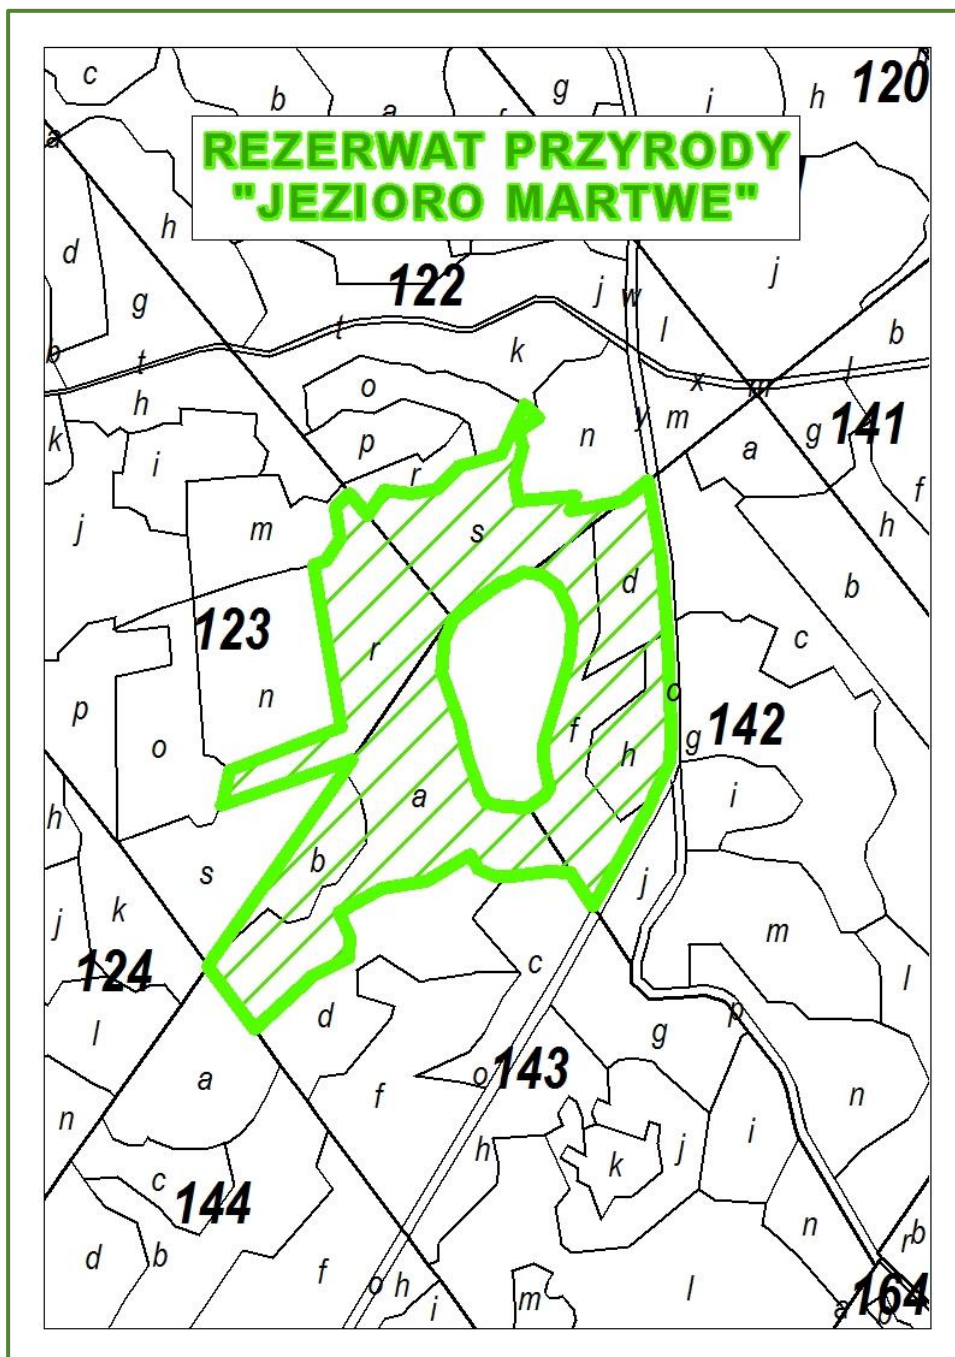 c
b
a
g
i
h
120
a
REZERWAT PRZYRODY
"JEZIORO MARTWE"
h
d
g
122
j
w
j
l
b
t
t
b
k
x
m
l
o
h
y
m
k
p
n
a
g
141
i
r
f
j
m
s
h
d
b
123
r
c
n
p
o
o
f
g
142
h
a
i
h
s
b
j
k
j
m
124
c
l
d
l
p
g
o
143
a
f
n
n
i
h
j
k
c
144
n
b
r
d
b
f
o
h
l
164
i
m
a
b